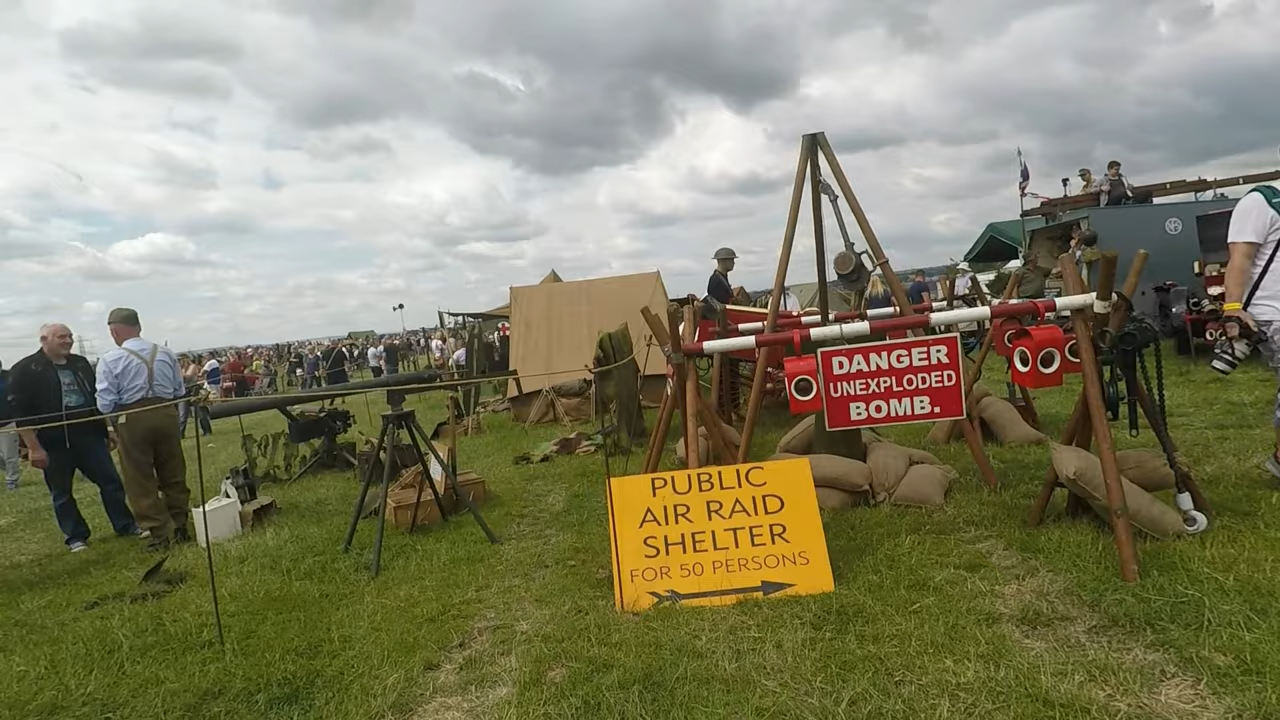 DANGER
UNEXPLODED
BOMB.
PUBLIC
AIR RAID
SHELTER
FOR 50 PERSONS